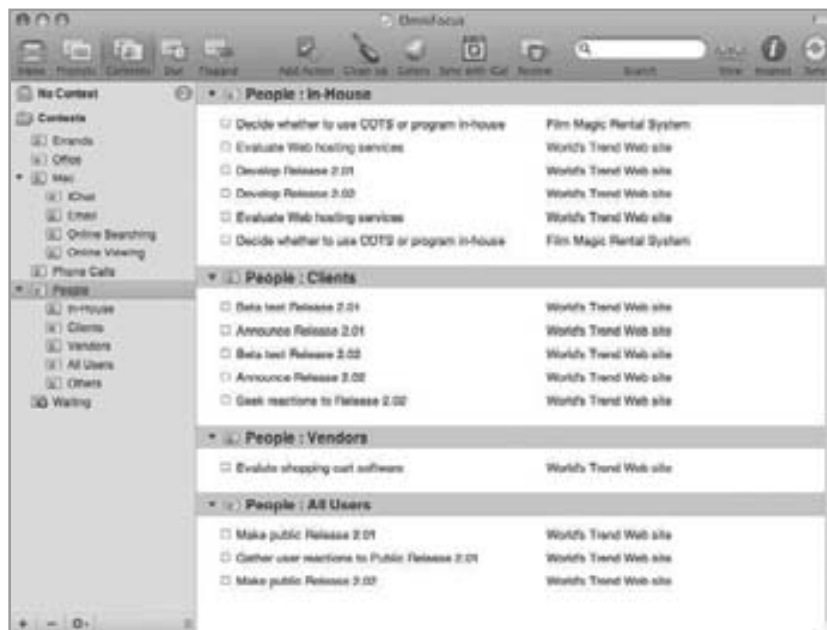 OmniFocus
Inbox Projects Contexts Due Flagged Add Action Clean Up Colors Sync with iCal Review Search View Inspect Sync
No Context
Contexts
Errands
Office
Mac
iChat
Email
Online Searching
Online Viewing
Phone Calls
People
In-House
Clients
Vendors
All Users
Others
Waiting
People : In-House
Decide whether to use COTS or program in-house Film Magic Rental System
Evaluate Web hosting services World's Trend Web site
Develop Release 2.01 World's Trend Web site
Develop Release 2.02 World's Trend Web site
Evaluate Web hosting services World's Trend Web site
Decide whether to use COTS or program in-house Film Magic Rental System
People : Clients
Beta test Release 2.01 World's Trend Web site
Announce Release 2.01 World's Trend Web site
Beta test Release 2.02 World's Trend Web site
Announce Release 2.02 World's Trend Web site
Seek reactions to Release 2.02 World's Trend Web site
People : Vendors
Evalute shopping cart software World's Trend Web site
People : All Users
Make public Release 2.01 World's Trend Web site
Gather user reactions to Public Release 2.01 World's Trend Web site
Make public Release 2.02 World's Trend Web site